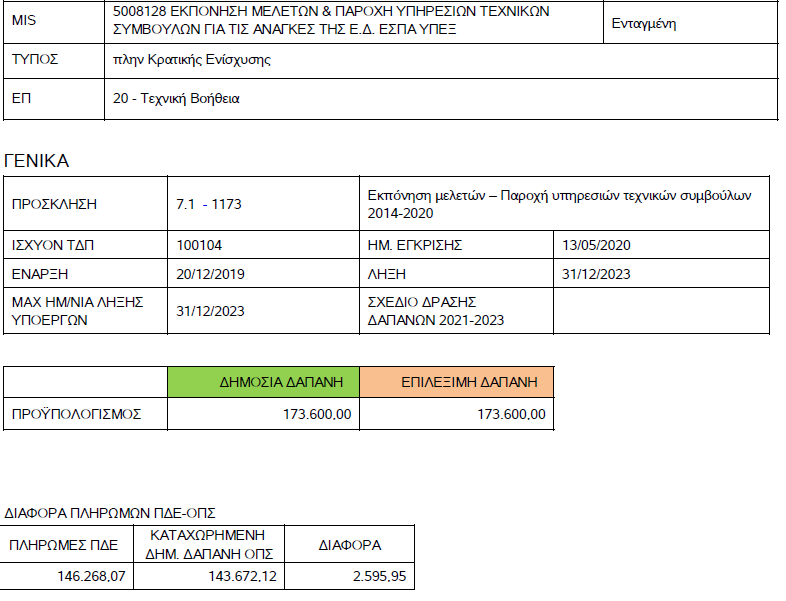 MIS
5008128 ΕΚΠΟΝΗΣΗ ΜΕΛΕΤΩΝ & ΠΑΡΟΧΗ ΥΠΗΡΕΣΙΩΝ ΤΕΧΝΙΚΩΝ
ΣΥΜΒΟΥΛΩΝ ΓΙΑ ΤΙΣ ΑΝΑΓΚΕΣ ΤΗΣ Ε.Δ. ΕΣΠΑ ΥΠΕΞ
Ενταγμένη
ΤΥΠΟΣ
πλην Κρατικής Ενίσχυσης
ΕΠ
20 - Τεχνική Βοήθεια
ΓΕΝΙΚΑ
ΠΡΟΣΚΛΗΣΗ
7.1 - 1173
Εκπόνηση μελετών – Παροχή υπηρεσιών τεχνικών συμβούλων
2014-2020
ΙΣΧΥΟΝ ΤΔΠ
100104
ΗΜ. ΕΓΚΡΙΣΗΣ
13/05/2020
ΕΝΑΡΞΗ
20/12/2019
ΛΗΞΗ
31/12/2023
MAX ΗΜ/ΝΙΑ ΛΗΞΗΣ
ΥΠΟΕΡΓΩΝ
31/12/2023
ΣΧΕΔΙΟ ΔΡΑΣΗΣ
ΔΑΠΑΝΩΝ 2021-2023
ΔΗΜΟΣΙΑ ΔΑΠΑΝΗ
ΕΠΙΛΕΞΙΜΗ ΔΑΠΑΝΗ
ΠΡΟΫΠΟΛΟΓΙΣΜΟΣ
173.600,00
173.600,00
ΔΙΑΦΟΡΑ ΠΛΗΡΩΜΩΝ ΠΔΕ-ΟΠΣ
ΠΛΗΡΩΜΕΣ ΠΔΕ
ΚΑΤΑΧΩΡΗΜΕΝΗ
ΔΗΜ. ΔΑΠΑΝΗ ΟΠΣ
ΔΙΑΦΟΡΑ
146.268,07
143.672,12
2.595,95